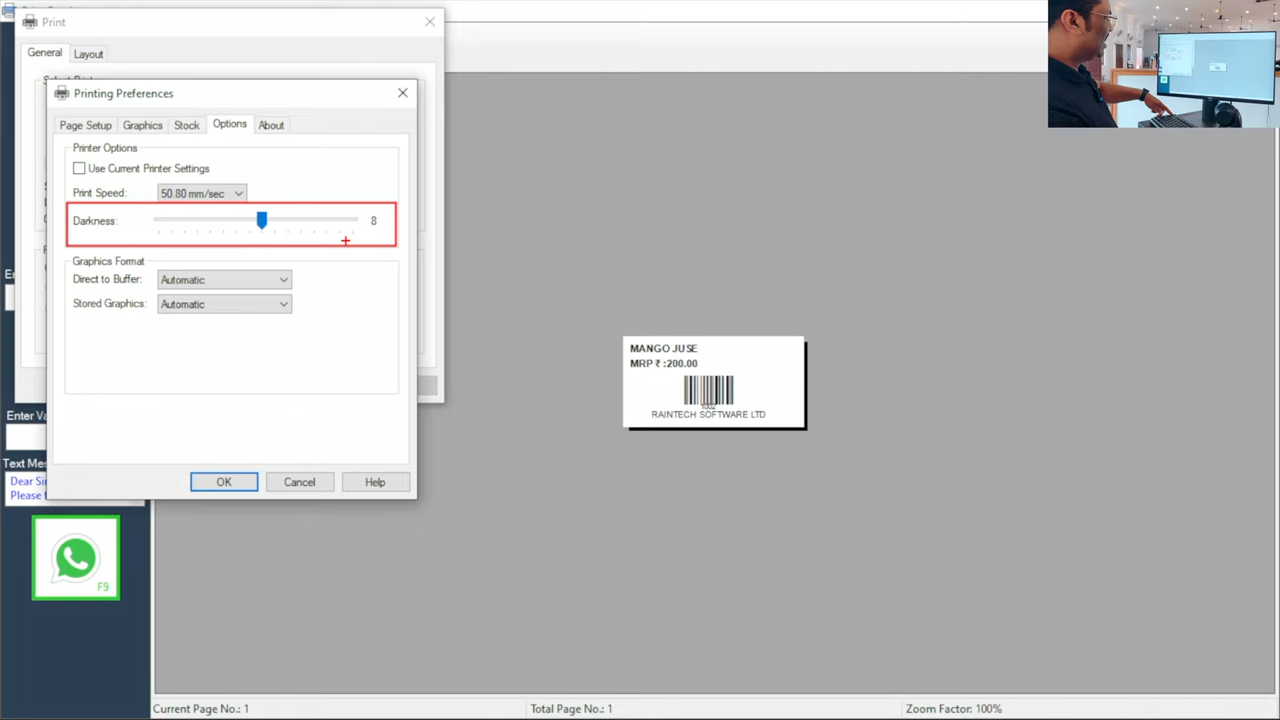 Print
General Layout
Printing Preferences
Page Setup Graphics Stock Options About
Printer Options
Use Current Printer Settings
Print Speed: 50.80 mm/sec
Darkness: 8
Graphics Format
Direct to Buffer: Automatic
Stored Graphics: Automatic
OK Cancel Help
Enter Va
Text Mes
Dear Si
Please t
F9
MANGO JUSE
MRP ₹ :200.00
1002
RAINTECH SOFTWARE LTD
Current Page No.: 1 Total Page No.: 1 Zoom Factor: 100%